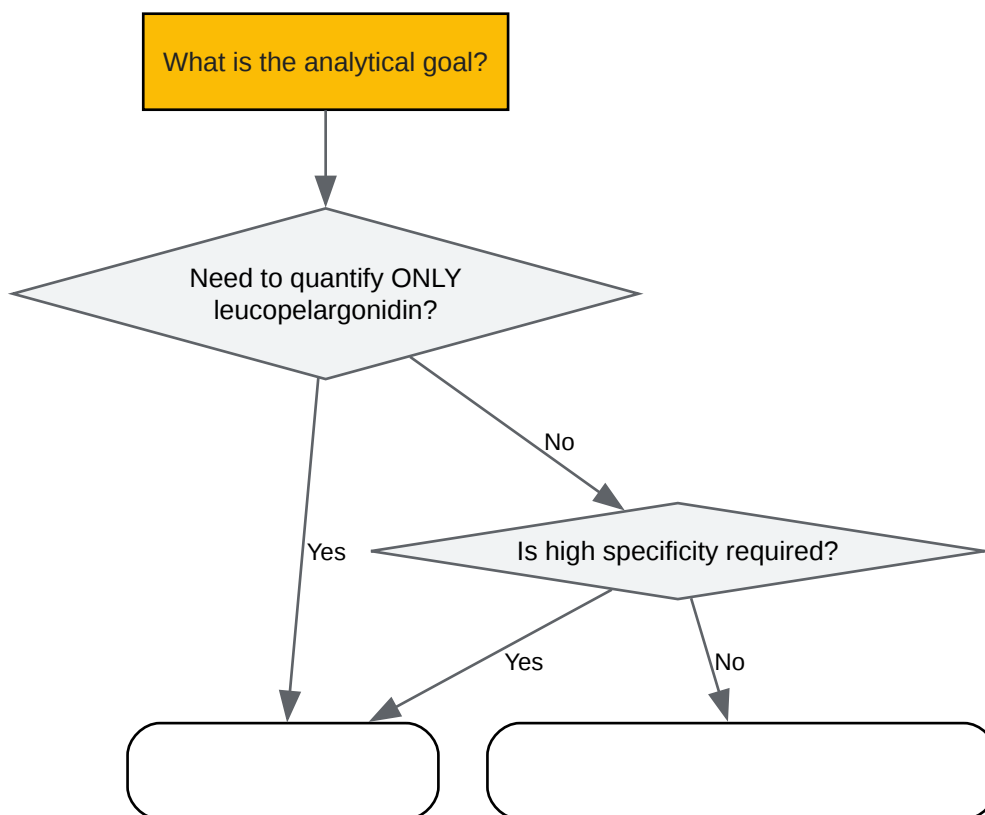 What is the analytical goal?
Need to quantify ONLY
leucopelargonidin?
No
Is high specificity required?
Yes
Yes
No